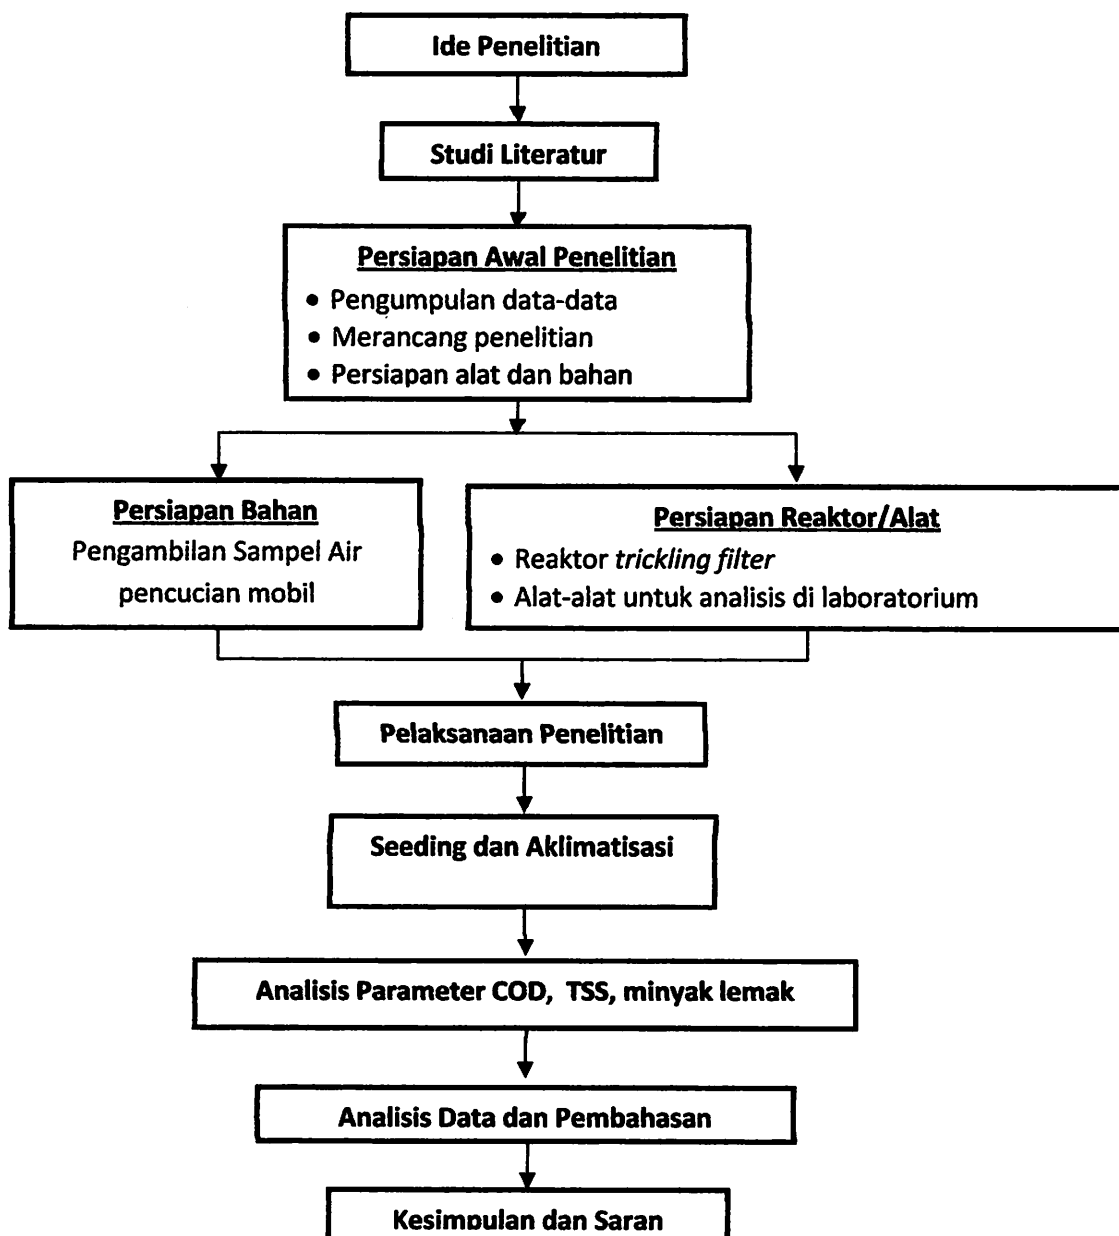 Ide Penelitian
Studi Literatur
Persiapan Awal Penelitian
• Pengumpulan data-data
• Merancang penelitian
• Persiapan alat dan bahan
Persiapan Bahan
Pengambilan Sampel Air
pencucian mobil
Persiapan Reaktor/Alat
• Reaktor trickling filter
• Alat-alat untuk analisis di laboratorium
Pelaksanaan Penelitian
Seeding dan Aklimatisasi
Analisis Parameter COD, TSS, minyak lemak
Analisis Data dan Pembahasan
Kesimpulan dan Saran